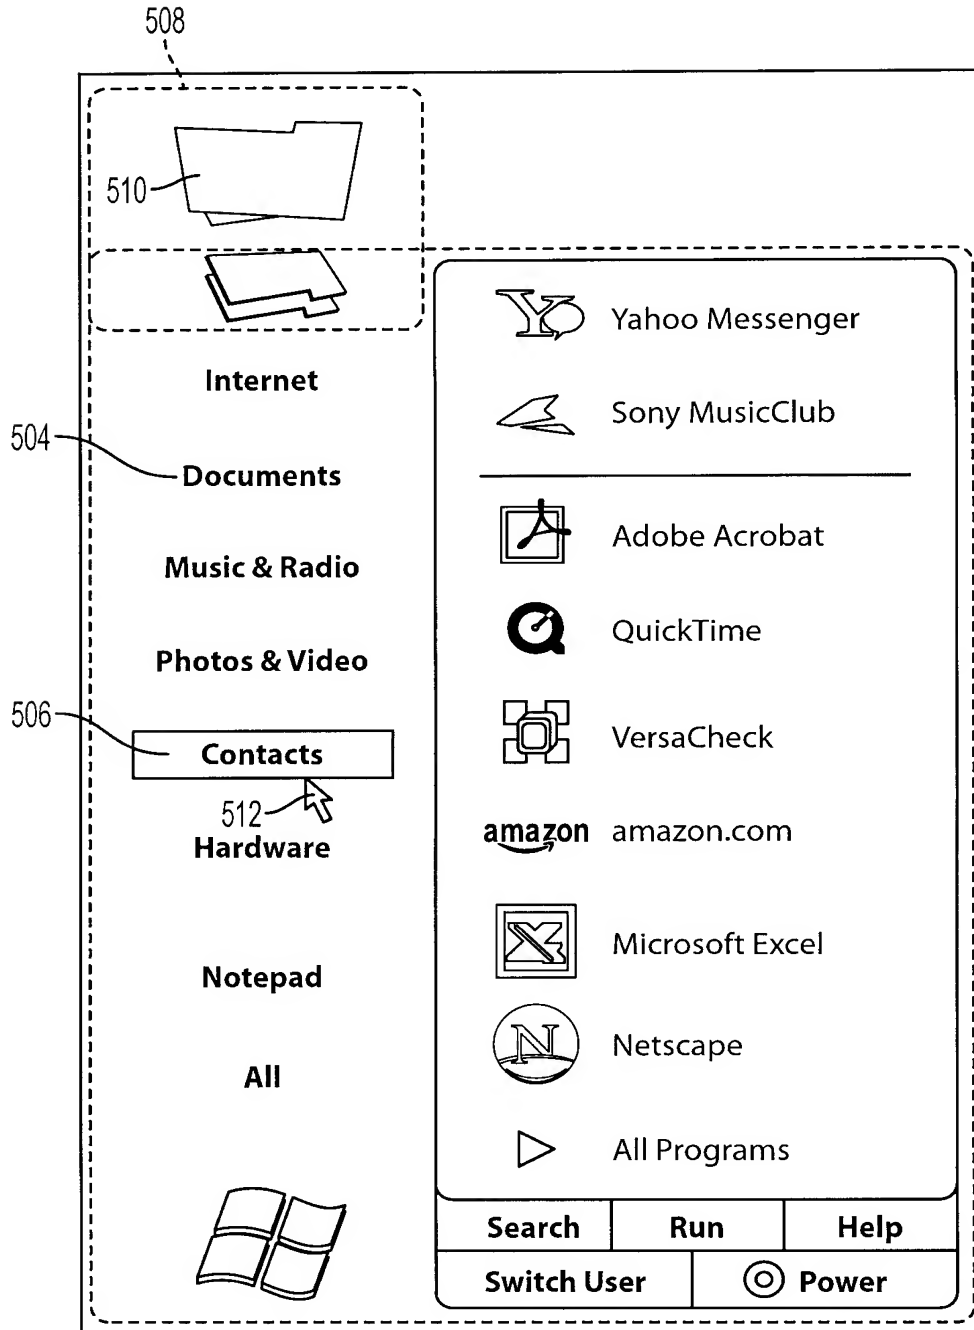 508
510
Internet
504
Documents
Music & Radio
Photos & Video
506
Contacts
512
Hardware
Notepad
All
Y
Yahoo Messenger
Sony MusicClub
Adobe Acrobat
QuickTime
VersaCheck
amazon amazon.com
Microsoft Excel
N
Netscape
All Programs
Search Run Help
Switch User Power